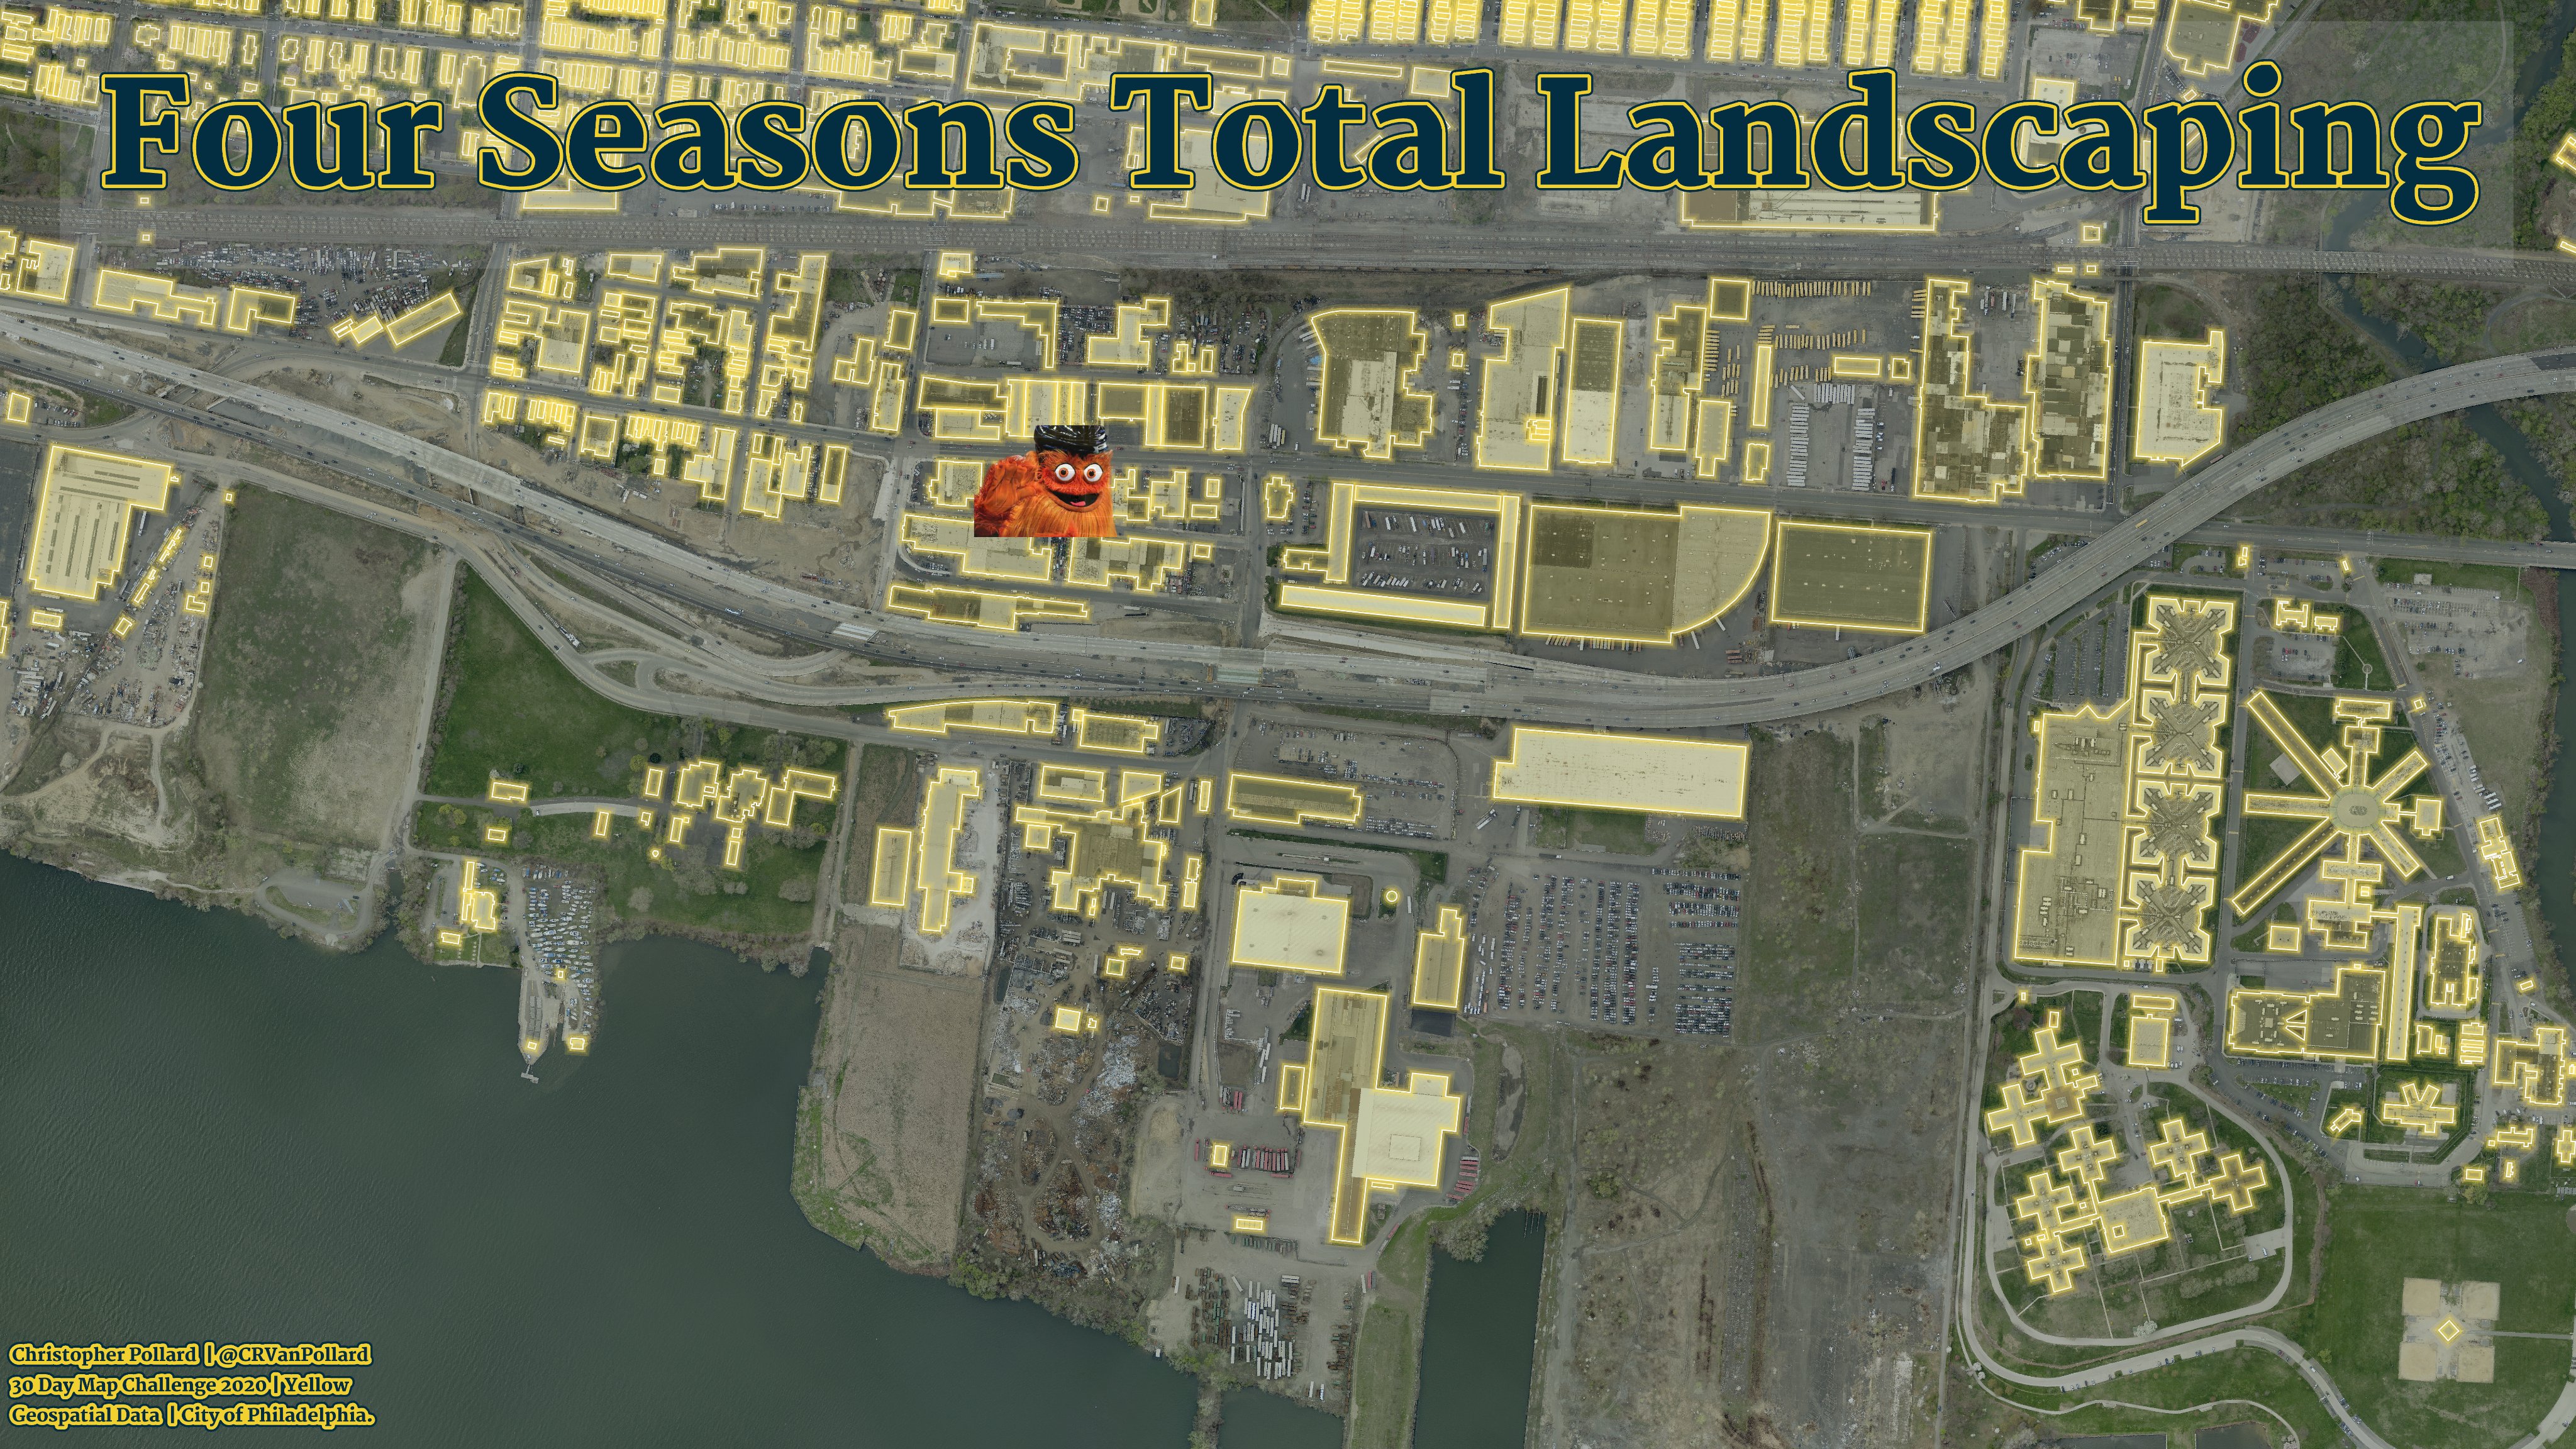 Four Seasons Total Landscaping
Christopher Pollard | @CRVanPollard
30 Day Map Challenge 2020 | Yellow
Geospatial Data | City of Philadelphia.